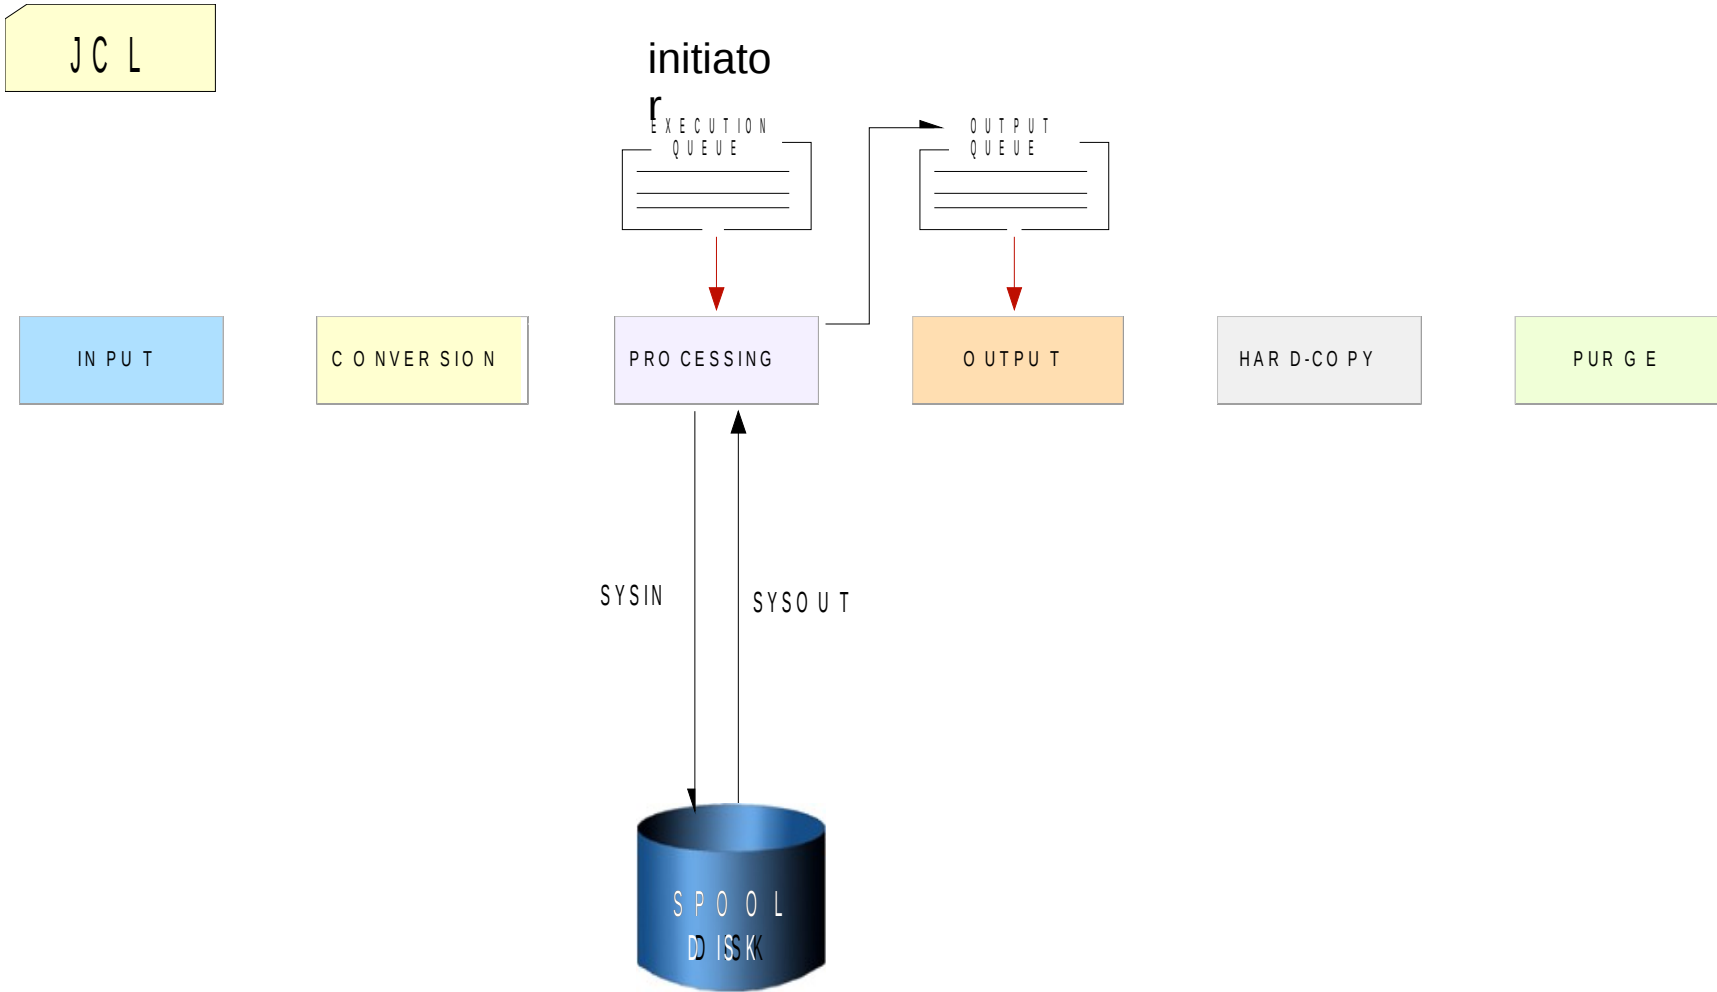 JCL
initiato
r
EXECUTION
QUEUE
OUTPUT
QUEUE
INPUT
CONVERSION
PROCESSING
OUTPUT
HARD-COPY
PURGE
SYSIN
SYSOUT
SPOOL
DISK